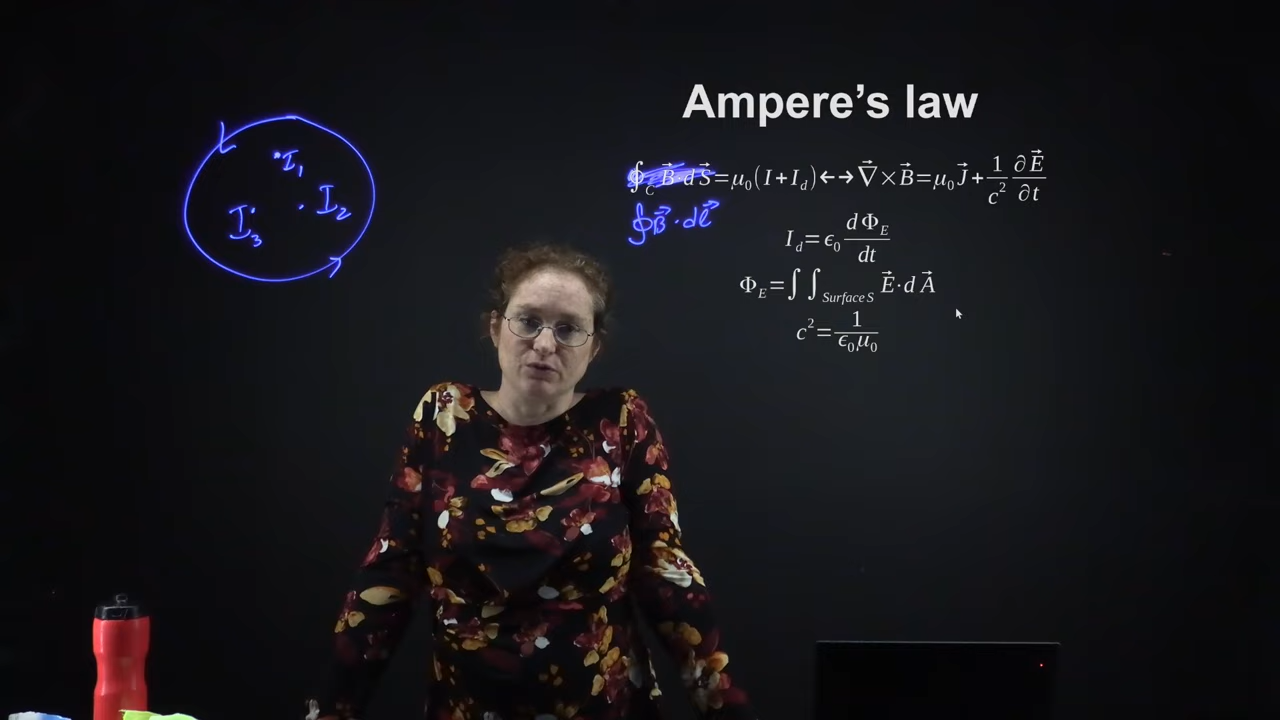 Ampere's law
I₁
I₂
I₃
∮_C B⃗·dS⃗=μ₀(I+I_d)↔∇⃗×B⃗=μ₀J⃗+1/c² ∂E⃗/∂t
∮B⃗·dℓ⃗
I_d=ϵ₀ dΦ_E/dt
Φ_E=∫∫_Surface S E⃗·dA⃗
c²=1/ϵ₀μ₀